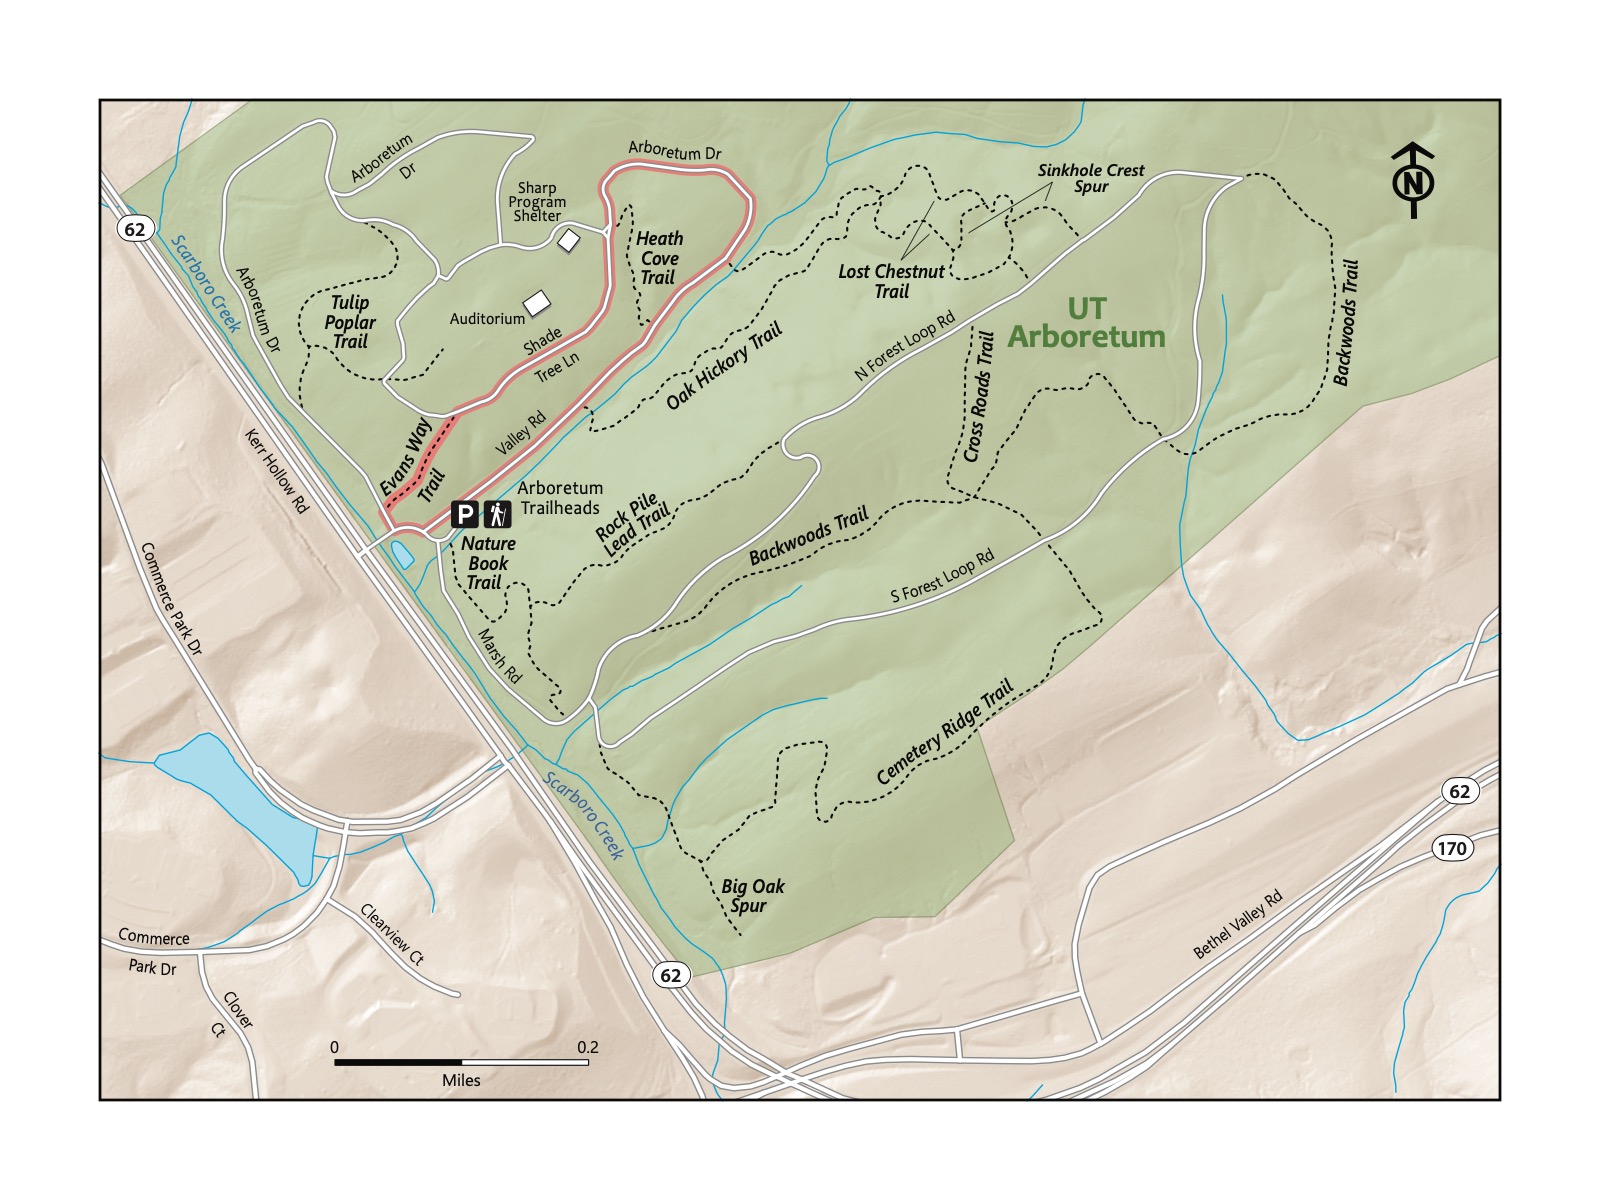 Arboretum
Dr
Arboretum Dr
Sharp
Program
Shelter
Sinkhole Crest
Spur
N
62
Scarboro Creek
Heath
Cove
Trail
Lost Chestnut
Trail
Arboretum Dr
Tulip
Poplar
Trail
Auditorium
Shade
Tree Ln
Oak Hickory Trail
N Forest Loop Rd
UT
Arboretum
Cross Roads Trail
Backwoods Trail
Kerr Hollow Rd
Evans Way
Trail
Valley Rd
P
Arboretum
Trailheads
Nature
Book
Trail
Rock Pile
Lead Trail
Backwoods Trail
S Forest Loop Rd
Commerce Park Dr
Marsh Rd
Cemetery Ridge Trail
Scarboro Creek
Big Oak
Spur
62
170
Bethel Valley Rd
Commerce
Park Dr
Clearview Ct
Clover
Ct
62
0 0.2
Miles